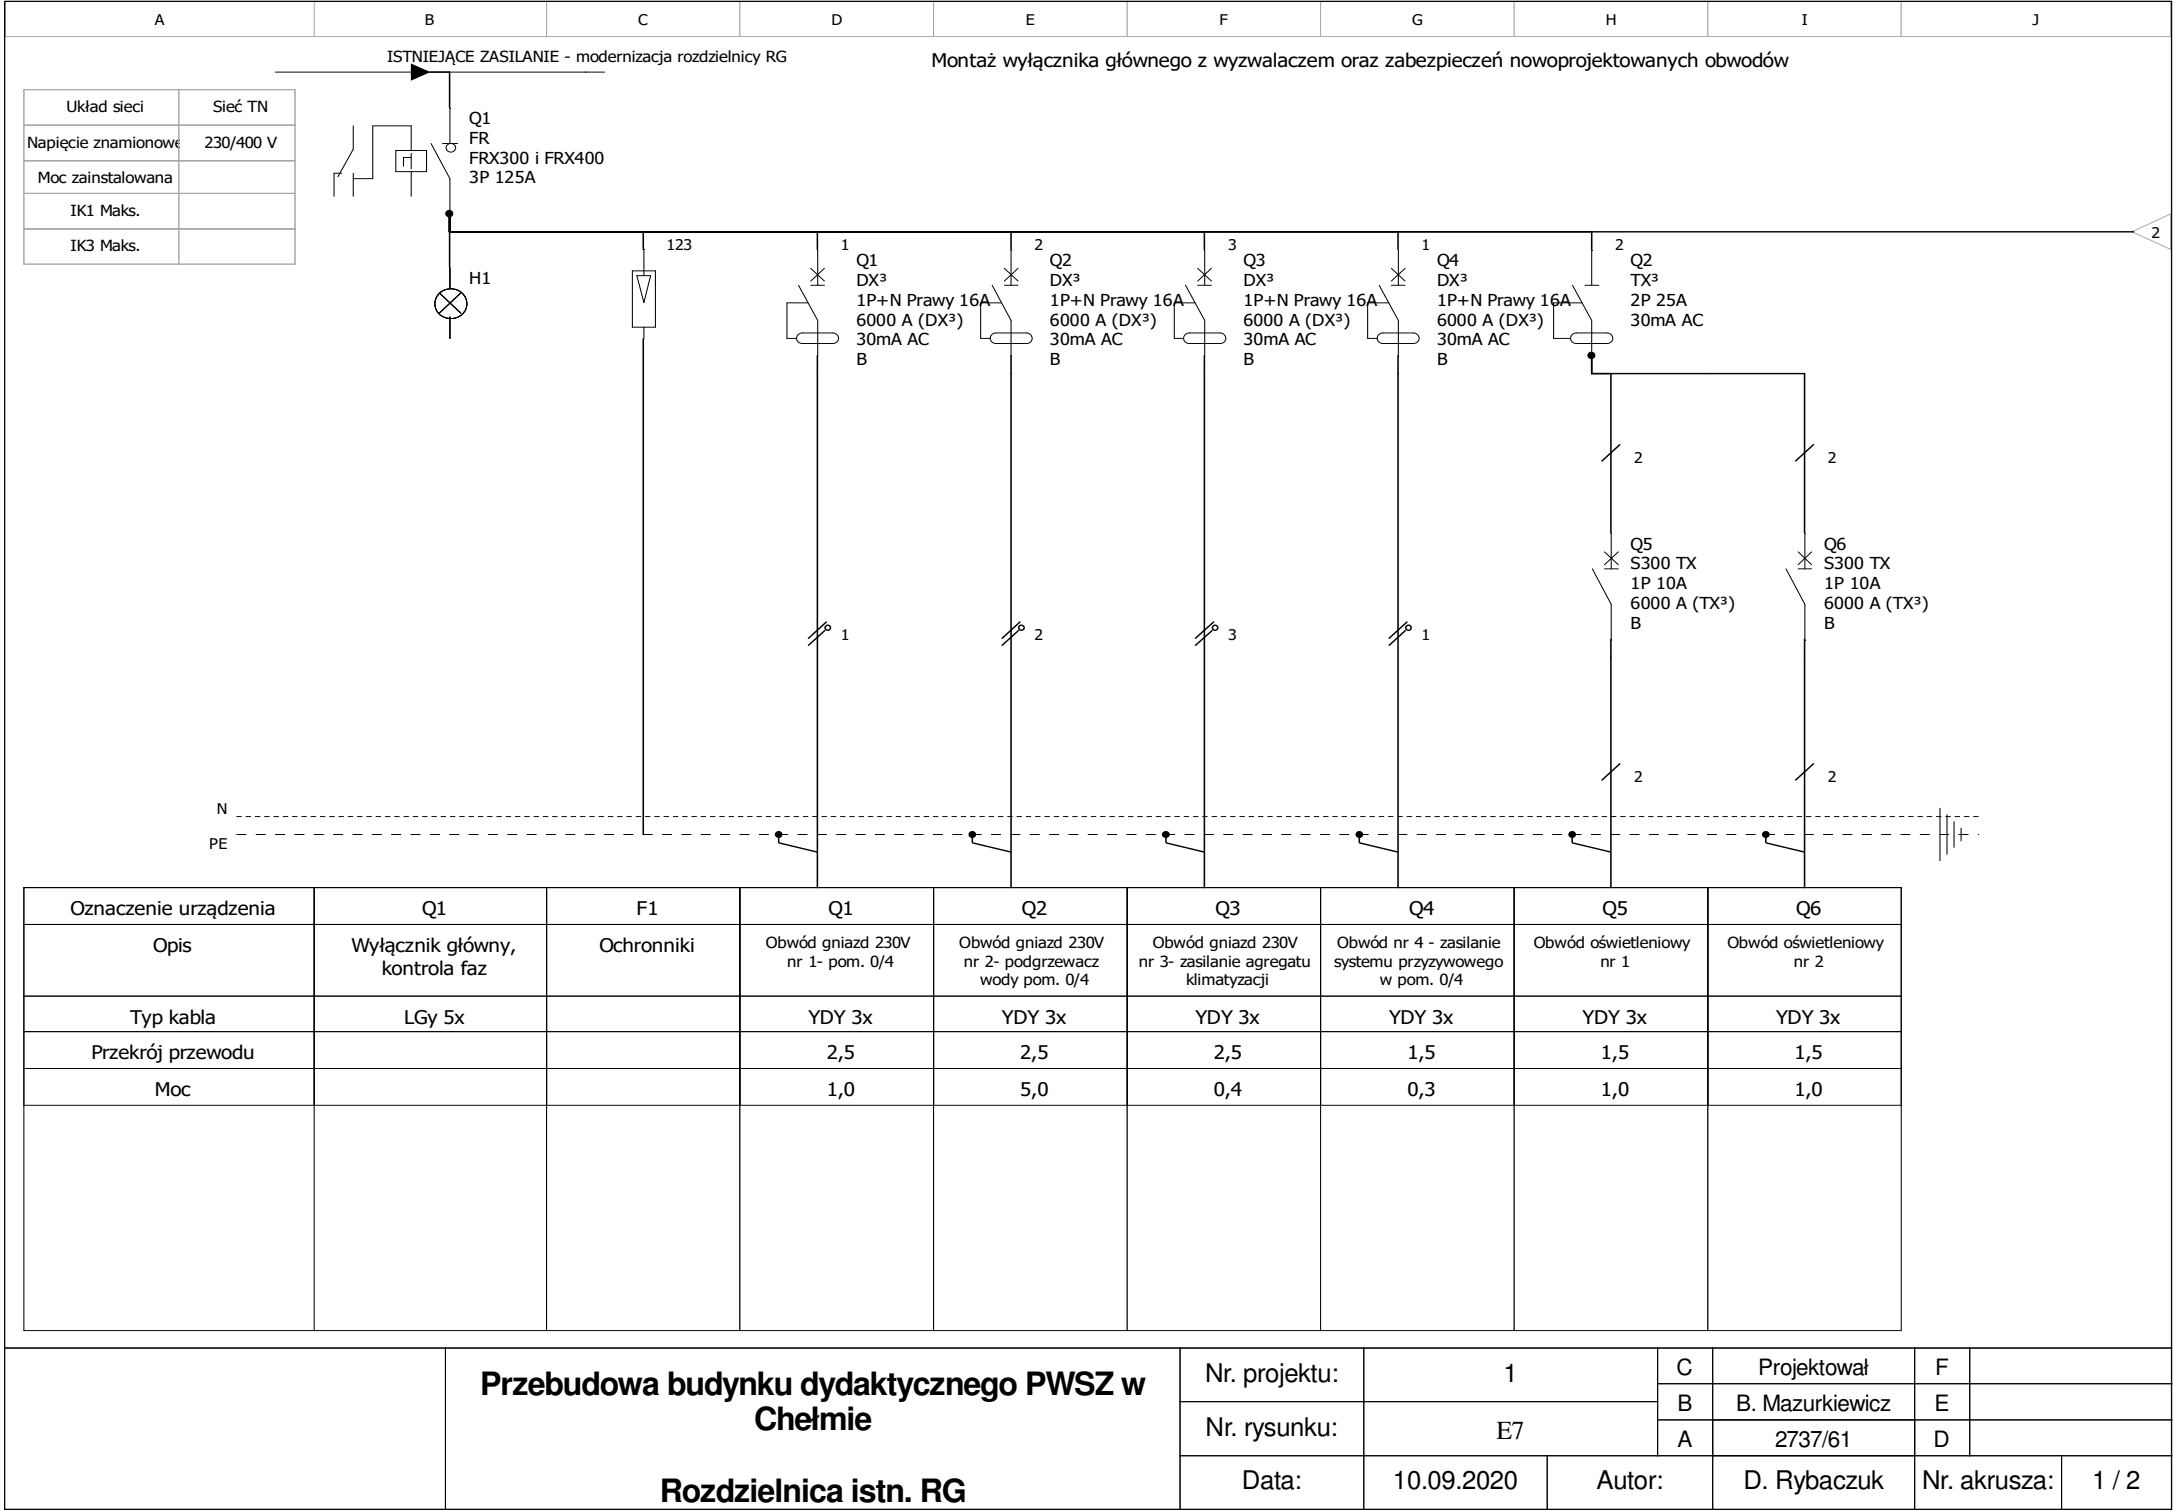 A B C D E F G H I J
ISTNIEJĄCE ZASILANIE - modernizacja rozdzielnicy RG
Montaż wyłącznika głównego z wyzwalaczem oraz zabezpieczeń nowoprojektowanych obwodów
Układ sieci Sieć TN
Napięcie znamionowe 230/400 V
Moc zainstalowana
IK1 Maks.
IK3 Maks.
Q1
FR
FRX300 i FRX400
3P 125A
H1
2
123
1
Q1
DX³
1P+N Prawy 16A
6000 A (DX³)
30mA AC
B
2
Q2
DX³
1P+N Prawy 16A
6000 A (DX³)
30mA AC
B
3
Q3
DX³
1P+N Prawy 16A
6000 A (DX³)
30mA AC
B
1
Q4
DX³
1P+N Prawy 16A
6000 A (DX³)
30mA AC
B
2
Q2
TX³
2P 25A
30mA AC
2 2
Q5
S300 TX
1P 10A
6000 A (TX³)
B
Q6
S300 TX
1P 10A
6000 A (TX³)
B
1 2 3 1
2 2
N
PE
Oznaczenie urządzenia Q1 F1 Q1 Q2 Q3 Q4 Q5 Q6
Opis
Wyłącznik główny,
kontrola faz
Ochronniki
Obwód gniazd 230V
nr 1- pom. 0/4
Obwód gniazd 230V
nr 2- podgrzewacz
wody pom. 0/4
Obwód gniazd 230V
nr 3- zasilanie agregatu
klimatyzacji
Obwód nr 4 - zasilanie
systemu przyzywowego
w pom. 0/4
Obwód oświetleniowy
nr 1
Obwód oświetleniowy
nr 2
Typ kabla LGy 5x YDY 3x YDY 3x YDY 3x YDY 3x YDY 3x YDY 3x
Przekrój przewodu 2,5 2,5 2,5 1,5 1,5 1,5
Moc 1,0 5,0 0,4 0,3 1,0 1,0
Przebudowa budynku dydaktycznego PWSZ w
Chełmie
Rozdzielnica istn. RG
Nr. projektu: 1
Nr. rysunku: E7
C Projektował F
B B. Mazurkiewicz E
A 2737/61 D
Data: 10.09.2020 Autor: D. Rybaczuk Nr. akrusza: 1 / 2